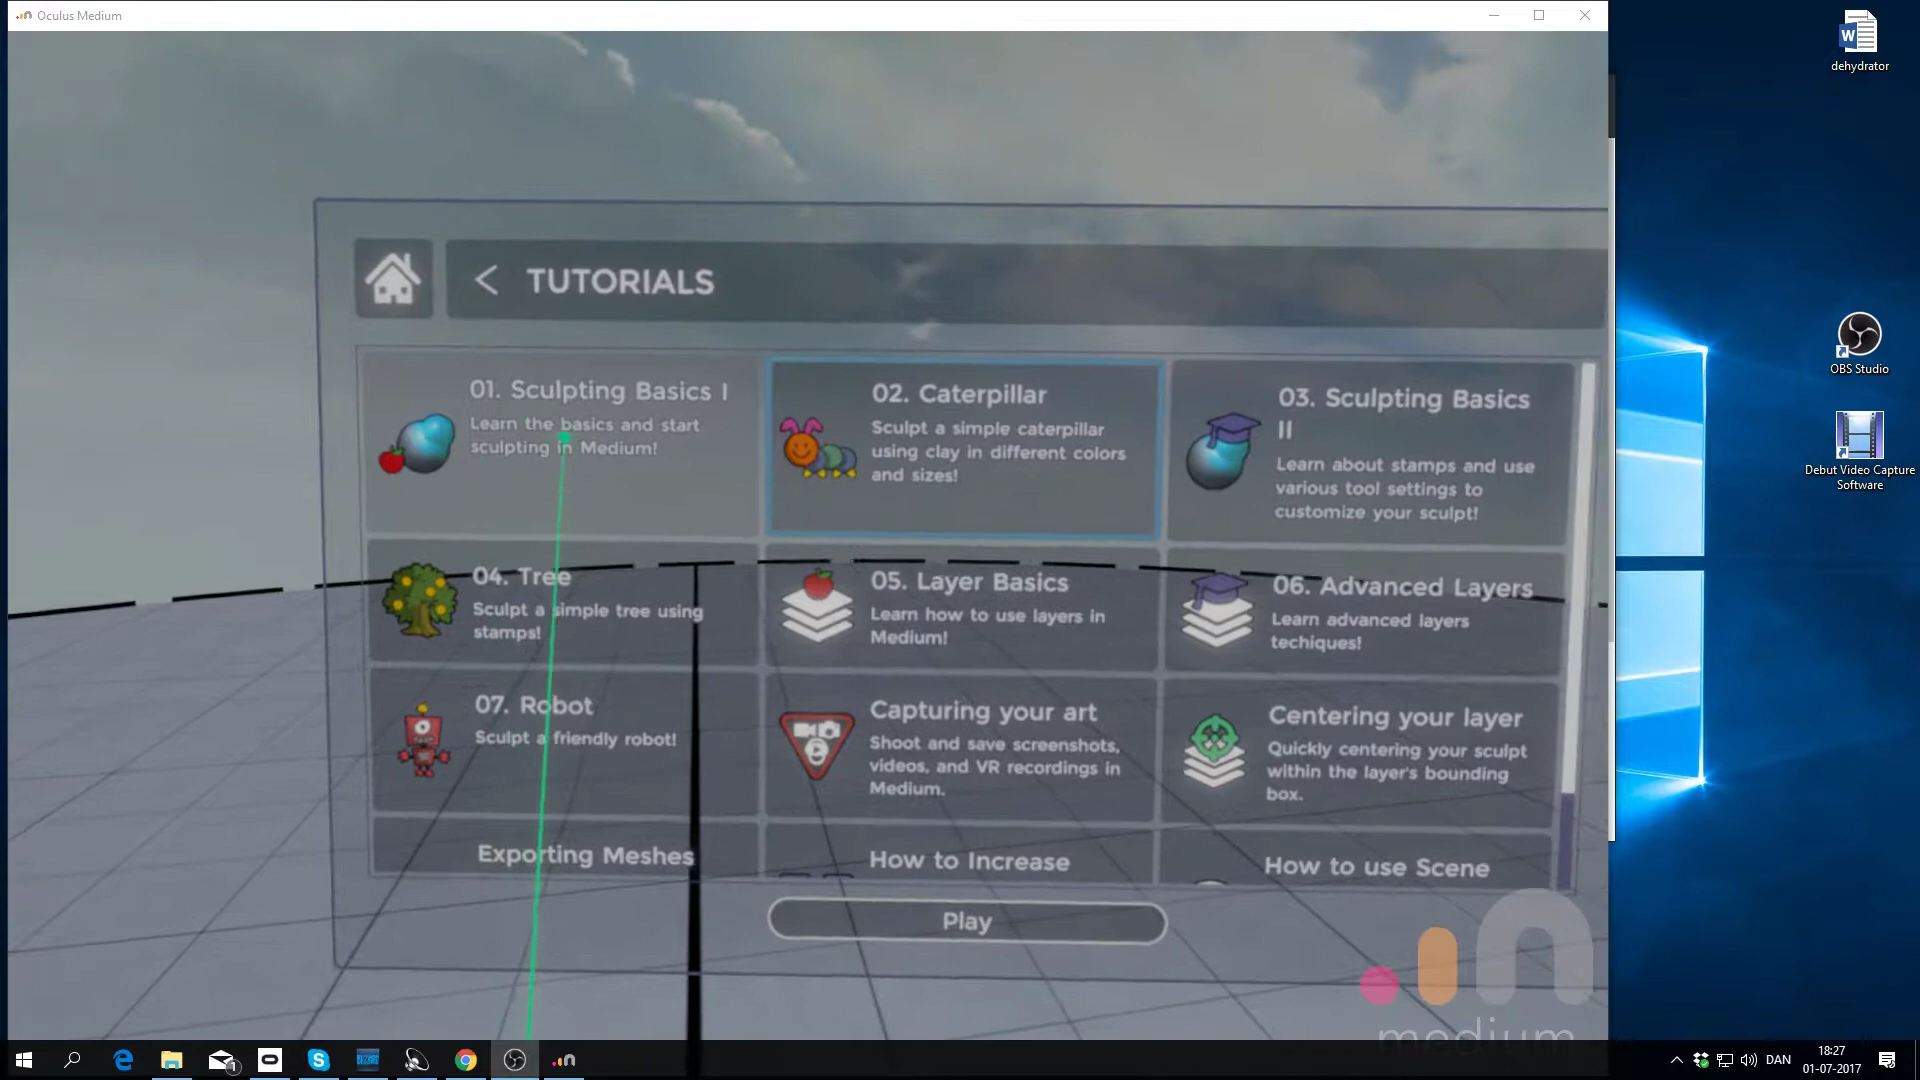 Oculus Medium
dehydrator
TUTORIALS
01. Sculpting Basics I
Learn the basics and start
sculpting in Medium!
02. Caterpillar
Sculpt a simple caterpillar
using clay in different colors
and sizes!
03. Sculpting Basics
II
Learn about stamps and use
various tool settings to
customize your sculpt!
OBS Studio
Debut Video Capture
Software
04. Tree
Sculpt a simple tree using
stamps!
05. Layer Basics
Learn how to use layers in
Medium!
06. Advanced Layers
Learn advanced layers
techiques!
07. Robot
Sculpt a friendly robot!
Capturing your art
Shoot and save screenshots,
videos, and VR recordings in
Medium.
Centering your layer
Quickly centering your sculpt
within the layer's bounding
box.
Exporting Meshes
How to Increase
How to use Scene
Play
medium
1
DAN
18:27
01-07-2017